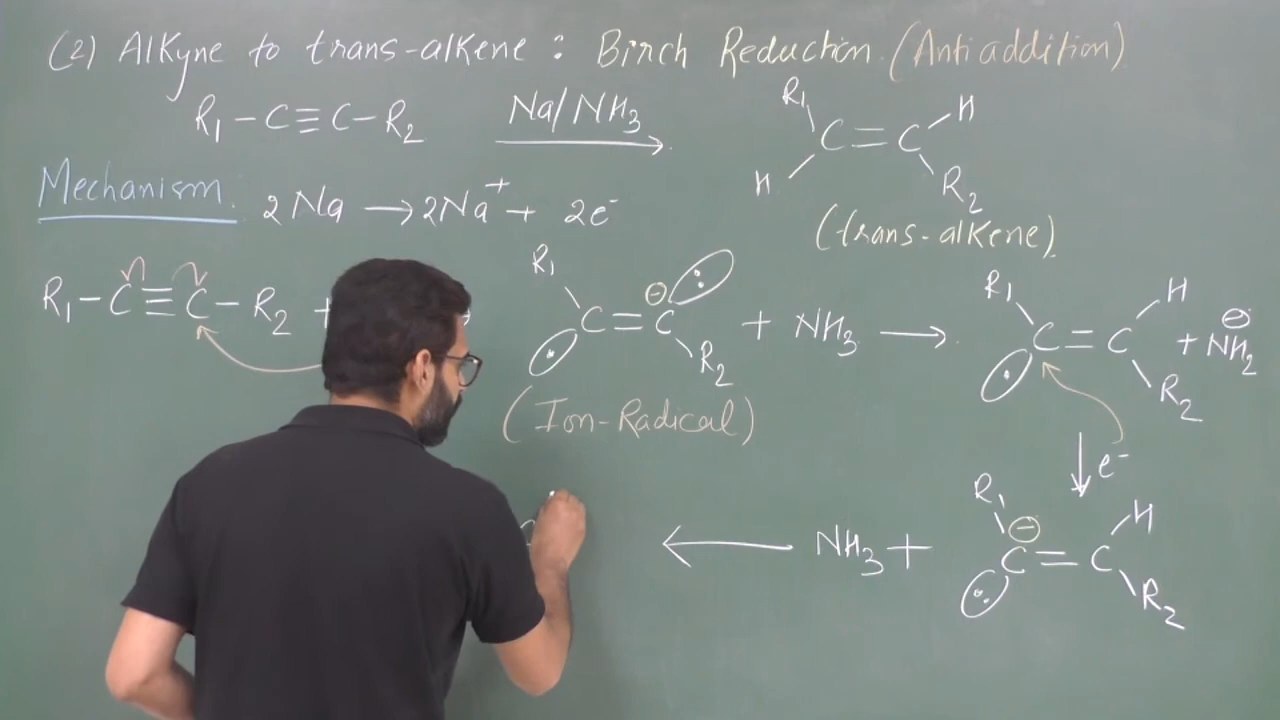 (2) Alkyne to trans-alkene : Birch Reduction. (Anti addition)
R₁-C≡C-R₂ Na/NH₃ → R₁ H C=C H R₂
(trans-alkene)
Mechanism. 2Na → 2Na⁺ + 2e⁻
R₁-C≡C-R₂ + R₁ C=C ⊖ : R₂ + NH₃ → R₁ C=C H R₂ + NH₂⊖
(Ion-Radical)
↓ e⁻
← NH₃ + R₁ ⊖ C=C H R₂